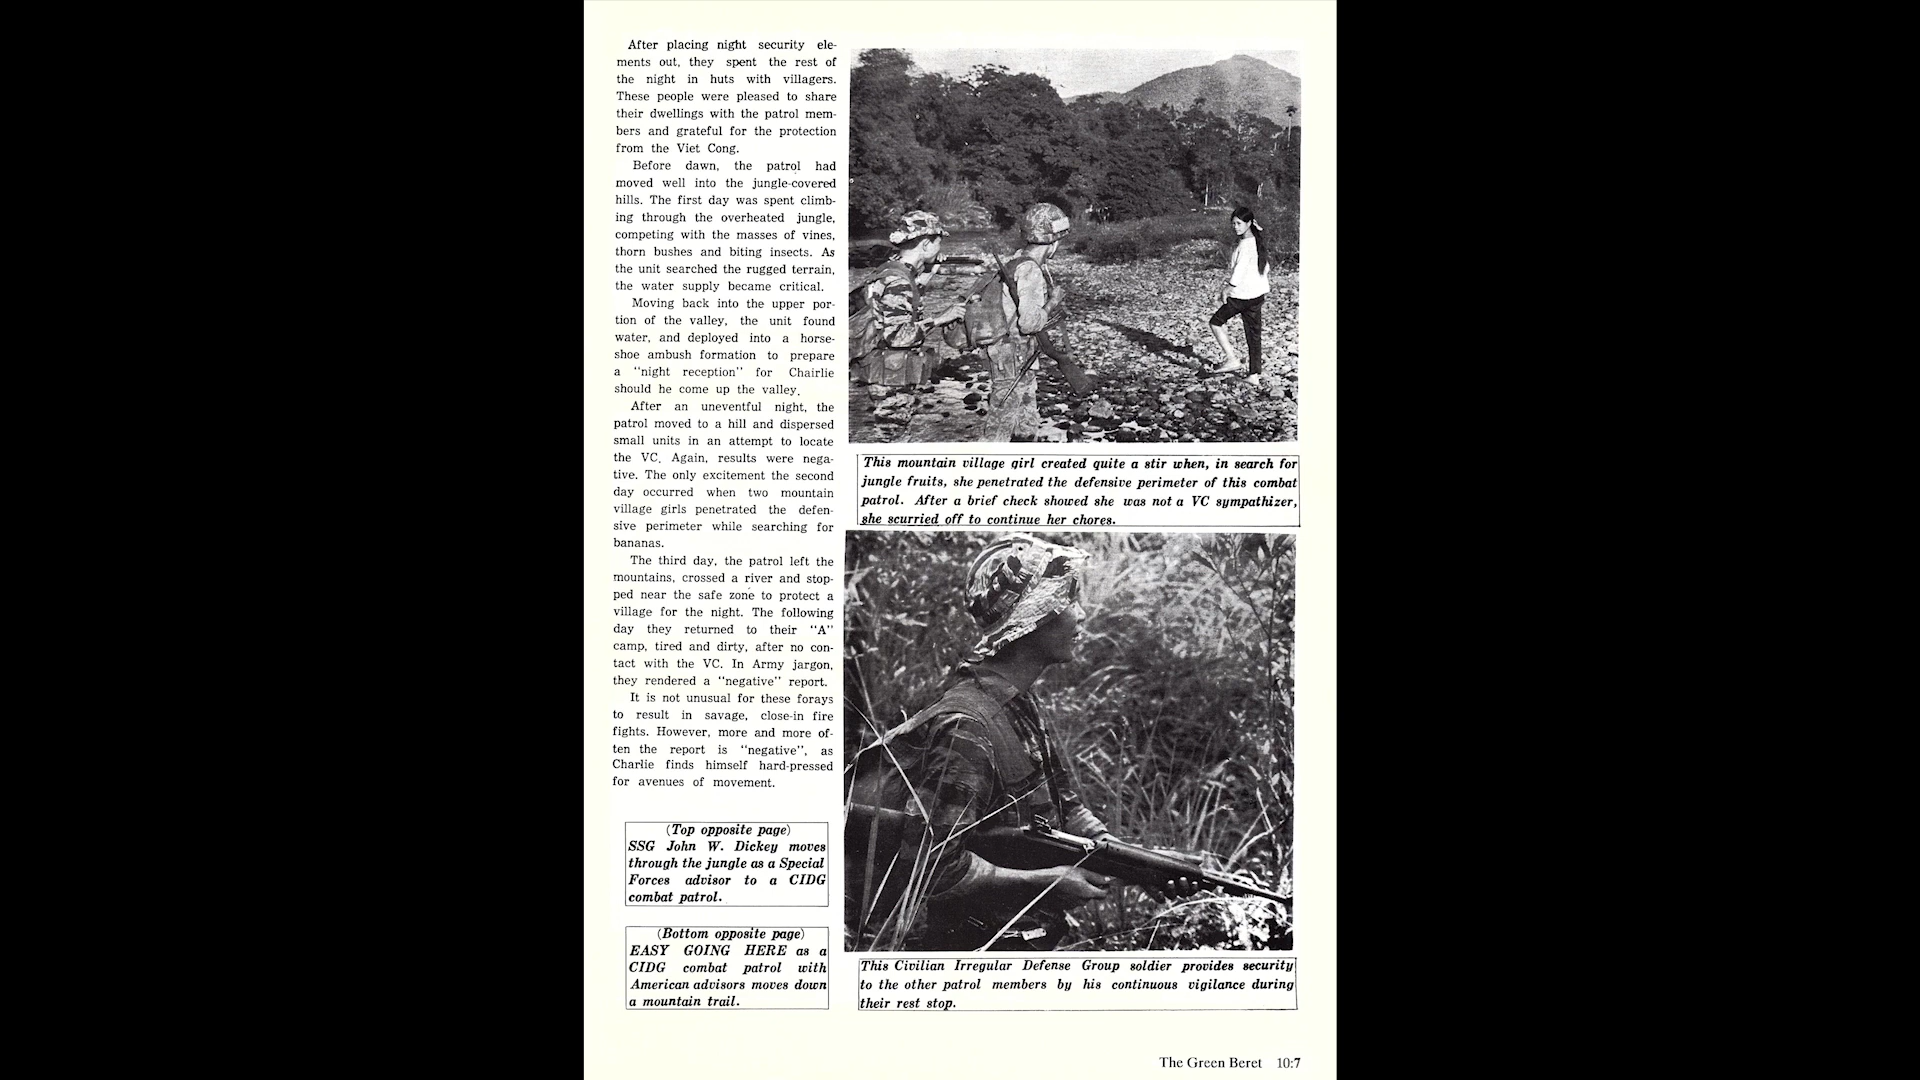 After placing night security ele-
ments out, they spent the rest of
the night in huts with villagers.
These people were pleased to share
their dwellings with the patrol mem-
bers and grateful for the protection
from the Viet Cong.
Before dawn, the patrol had
moved well into the jungle-covered
hills. The first day was spent climb-
ing through the overheated jungle,
competing with the masses of vines,
thorn bushes and biting insects. As
the unit searched the rugged terrain,
the water supply became critical.
Moving back into the upper por-
tion of the valley, the unit found
water, and deployed into a horse-
shoe ambush formation to prepare
a "night reception" for Chairlie
should he come up the valley.
After an uneventful night, the
patrol moved to a hill and dispersed
small units in an attempt to locate
the VC. Again, results were nega-
tive. The only excitement the second
day occurred when two mountain
village girls penetrated the defen-
sive perimeter while searching for
bananas.
The third day, the patrol left the
mountains, crossed a river and stop-
ped near the safe zone to protect a
village for the night. The following
day they returned to their "A"
camp, tired and dirty, after no con-
tact with the VC. In Army jargon,
they rendered a "negative" report.
It is not unusual for these forays
to result in savage, close-in fire
fights. However, more and more of-
ten the report is "negative", as
Charlie finds himself hard-pressed
for avenues of movement.
(Top opposite page)
SSG John W. Dickey moves
through the jungle as a Special
Forces advisor to a CIDG
combat patrol.
(Bottom opposite page)
EASY GOING HERE as a
CIDG combat patrol with
American advisors moves down
a mountain trail.
This mountain village girl created quite a stir when, in search for
jungle fruits, she penetrated the defensive perimeter of this combat
patrol. After a brief check showed she was not a VC sympathizer,
she scurried off to continue her chores.
This Civilian Irregular Defense Group soldier provides security
to the other patrol members by his continuous vigilance during
their rest stop.
The Green Beret 10:7